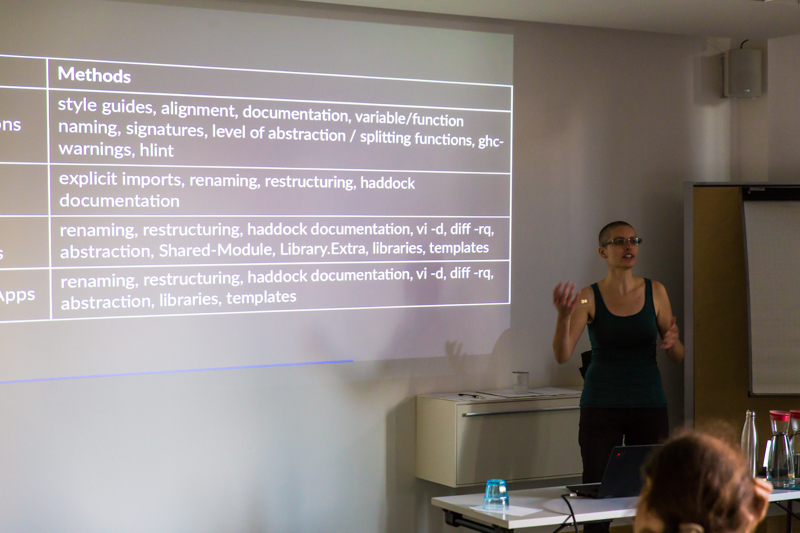 Methods
ons
style guides, alignment, documentation, variable/function
naming, signatures, level of abstraction / splitting functions, ghc-
warnings, hlint
explicit imports, renaming, restructuring, haddock
documentation
s
renaming, restructuring, haddock documentation, vi -d, diff -rq,
abstraction, Shared-Module, Library.Extra, libraries, templates
Apps
renaming, restructuring, haddock documentation, vi -d, diff -rq,
abstraction, libraries, templates